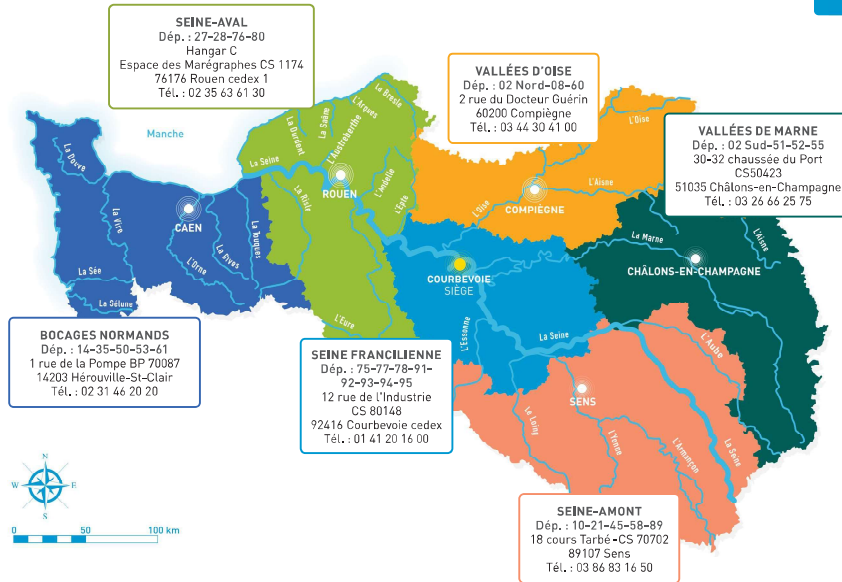 SEINE-AVAL
Dép. : 27-28-76-80
Hangar C
Espace des Marégraphes CS 1174
76176 Rouen cedex 1
Tél. : 02 35 63 61 30
VALLÉES D'OISE
Dép. : 02 Nord-08-60
2 rue du Docteur Guérin
60200 Compiègne
Tél. : 03 44 30 41 00
VALLÉES DE MARNE
Dép. : 02 Sud-51-52-55
30-32 chaussée du Port
CS50423
51035 Châlons-en-Champagne
Tél. : 03 26 66 25 75
Manche
La Bresle
L'Arques
La Saâne
La Durdent
L'Austreberthe
La Seine
ROUEN
L'Andelle
L'Epte
La Risle
L'Eure
L'Oise
L'Oise
L'Aisne
COMPIÈGNE
La Douve
La Vire
CAEN
La Touques
La Dives
L'Orne
La Sée
La Sélune
La Marne
L'Aisne
CHÂLONS-EN-CHAMPAGNE
COURBEVOIE
SIÈGE
L'Essonne
La Seine
L'Aube
SENS
Le Loing
L'Yonne
L'Armançon
La Seine
BOCAGES NORMANDS
Dép. : 14-35-50-53-61
1 rue de la Pompe BP 70087
14203 Hérouville-St-Clair
Tél. : 02 31 46 20 20
SEINE FRANCILIENNE
Dép. : 75-77-78-91-
92-93-94-95
12 rue de l'Industrie
CS 80148
92416 Courbevoie cedex
Tél. : 01 41 20 16 00
SEINE-AMONT
Dép. : 10-21-45-58-89
18 cours Tarbé -CS 70702
89107 Sens
Tél. : 03 86 83 16 50
N
W E
S
0 50 100 km